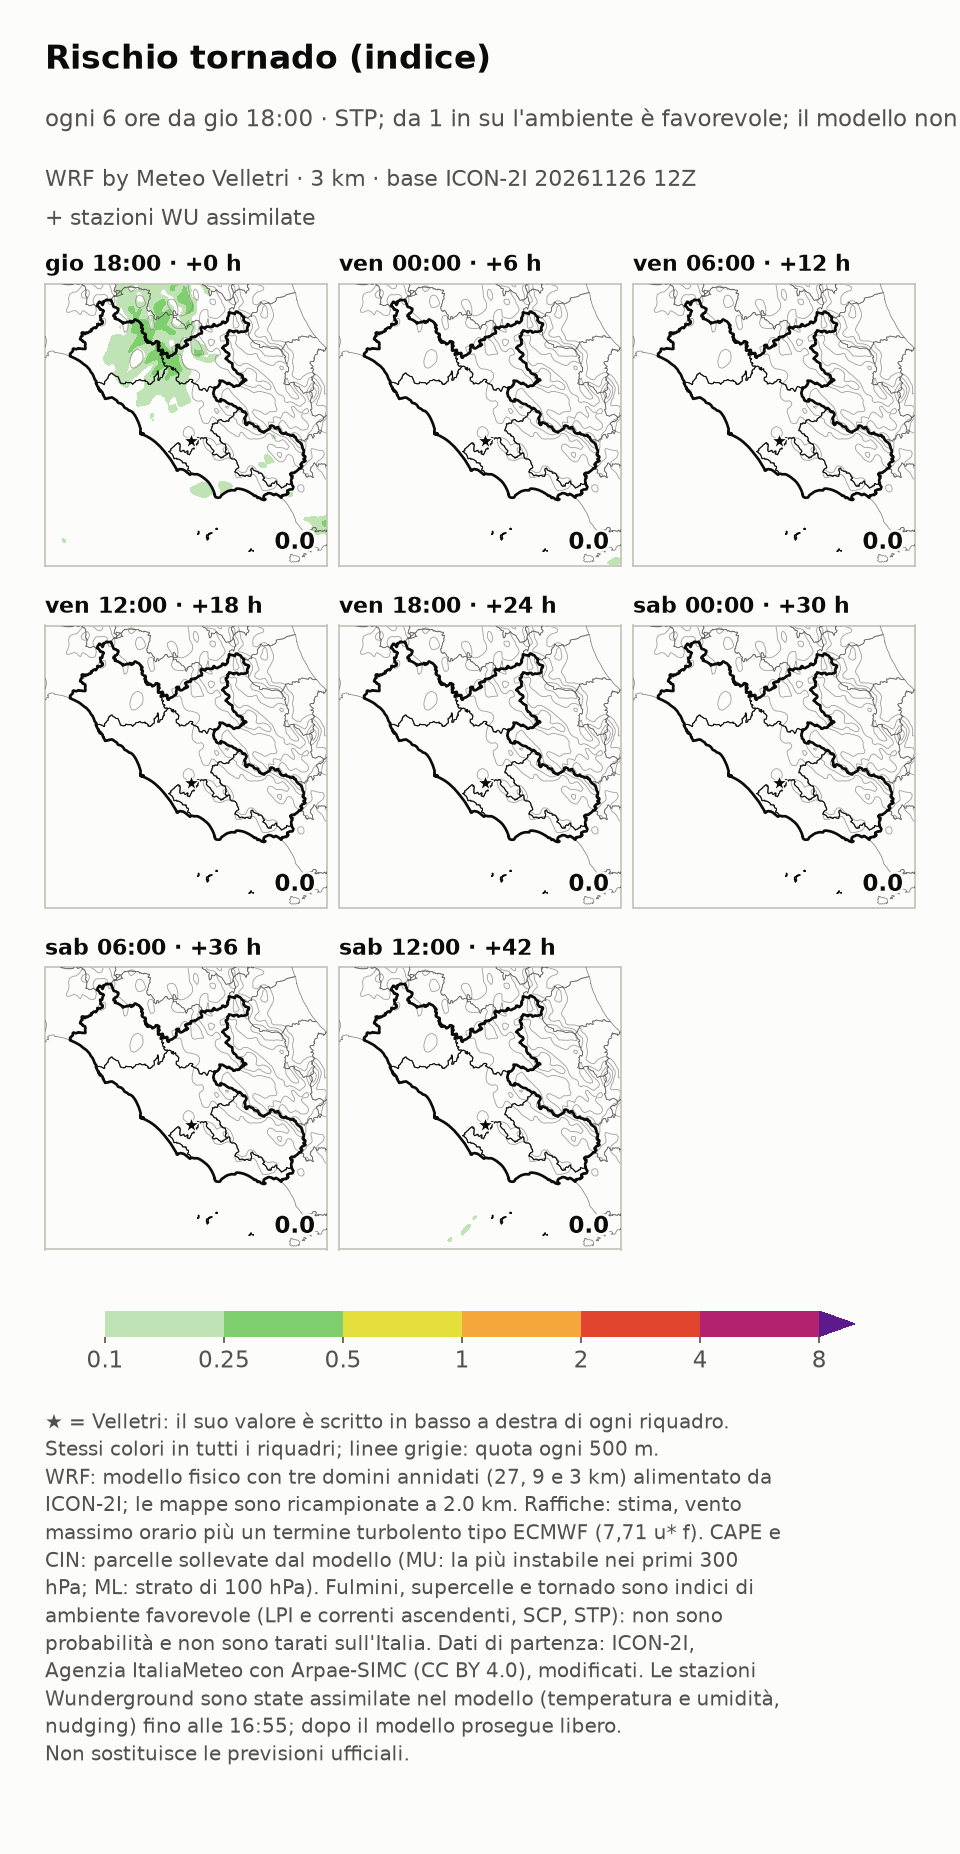 Rischio tornado (indice)
ogni 6 ore da gio 18:00 · STP; da 1 in su l'ambiente è favorevole; il modello non
WRF by Meteo Velletri · 3 km · base ICON-2I 20261126 12Z
+ stazioni WU assimilate
gio 18:00 · +0 h
ven 00:00 · +6 h
ven 06:00 · +12 h
0.0
0.0
0.0
ven 12:00 · +18 h
ven 18:00 · +24 h
sab 00:00 · +30 h
0.0
0.0
0.0
sab 06:00 · +36 h
sab 12:00 · +42 h
0.0
0.0
0.1 0.25 0.5 1 2 4 8
★ = Velletri: il suo valore è scritto in basso a destra di ogni riquadro.
Stessi colori in tutti i riquadri; linee grigie: quota ogni 500 m.
WRF: modello fisico con tre domini annidati (27, 9 e 3 km) alimentato da
ICON-2I; le mappe sono ricampionate a 2.0 km. Raffiche: stima, vento
massimo orario più un termine turbolento tipo ECMWF (7,71 u* f). CAPE e
CIN: parcelle sollevate dal modello (MU: la più instabile nei primi 300
hPa; ML: strato di 100 hPa). Fulmini, supercelle e tornado sono indici di
ambiente favorevole (LPI e correnti ascendenti, SCP, STP): non sono
probabilità e non sono tarati sull'Italia. Dati di partenza: ICON-2I,
Agenzia ItaliaMeteo con Arpae-SIMC (CC BY 4.0), modificati. Le stazioni
Wunderground sono state assimilate nel modello (temperatura e umidità,
nudging) fino alle 16:55; dopo il modello prosegue libero.
Non sostituisce le previsioni ufficiali.